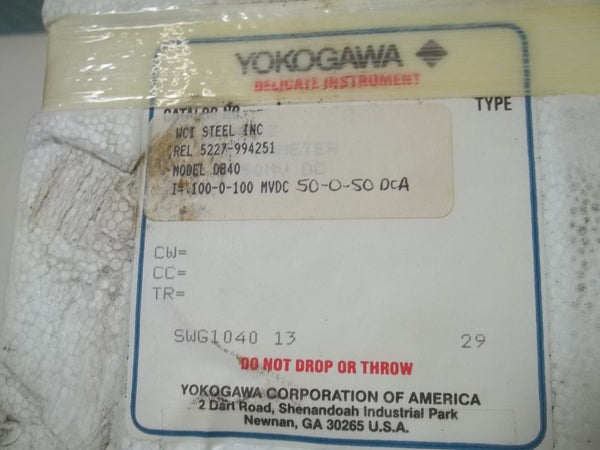 YOKOGAWA
DELICATE INSTRUMENT
CATALOG NO. TYPE
WCI STEEL INC
REL 5227-994251
MODEL DB40
I=.100-0-100 MVDC 50-0-50 DCA
CW=
CC=
TR=
SWG1040 13 29
DO NOT DROP OR THROW
YOKOGAWA CORPORATION OF AMERICA
2 Dart Road, Shenandoah Industrial Park
Newnan, GA 30265 U.S.A.